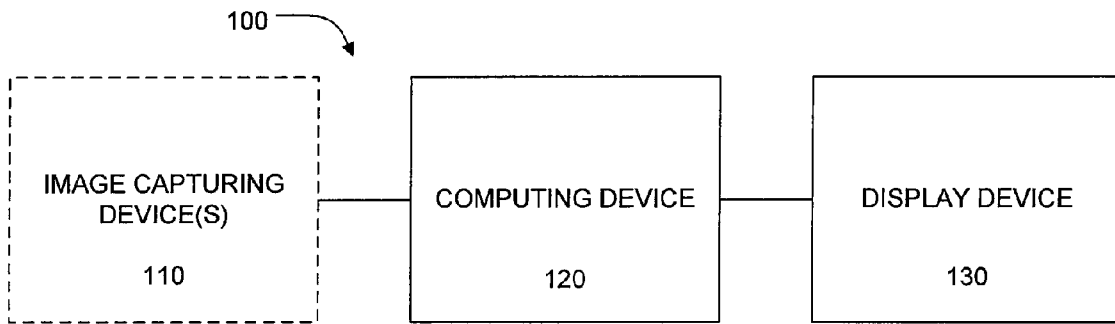 100
IMAGE CAPTURING
DEVICE(S)
110
COMPUTING DEVICE
120
DISPLAY DEVICE
130